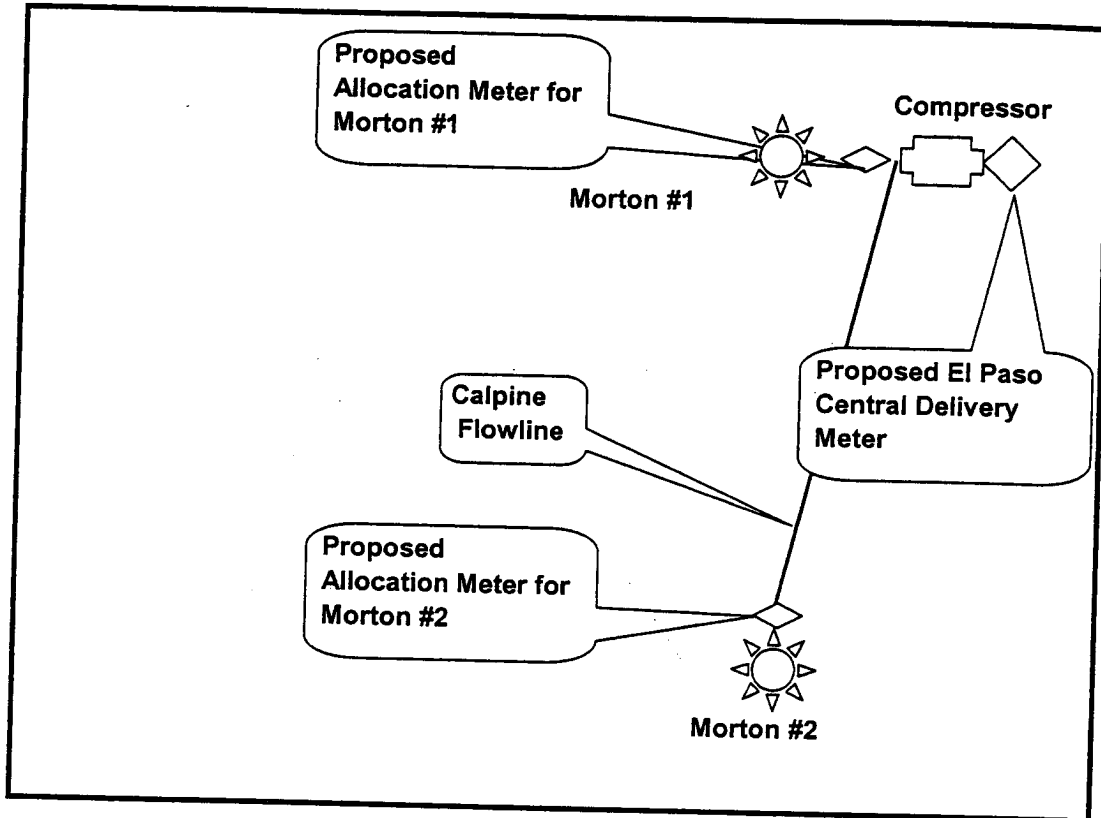 Proposed
Allocation Meter for
Morton #1
Compressor
Morton #1
Calpine
Flowline
Proposed El Paso
Central Delivery
Meter
Proposed
Allocation Meter for
Morton #2
Morton #2